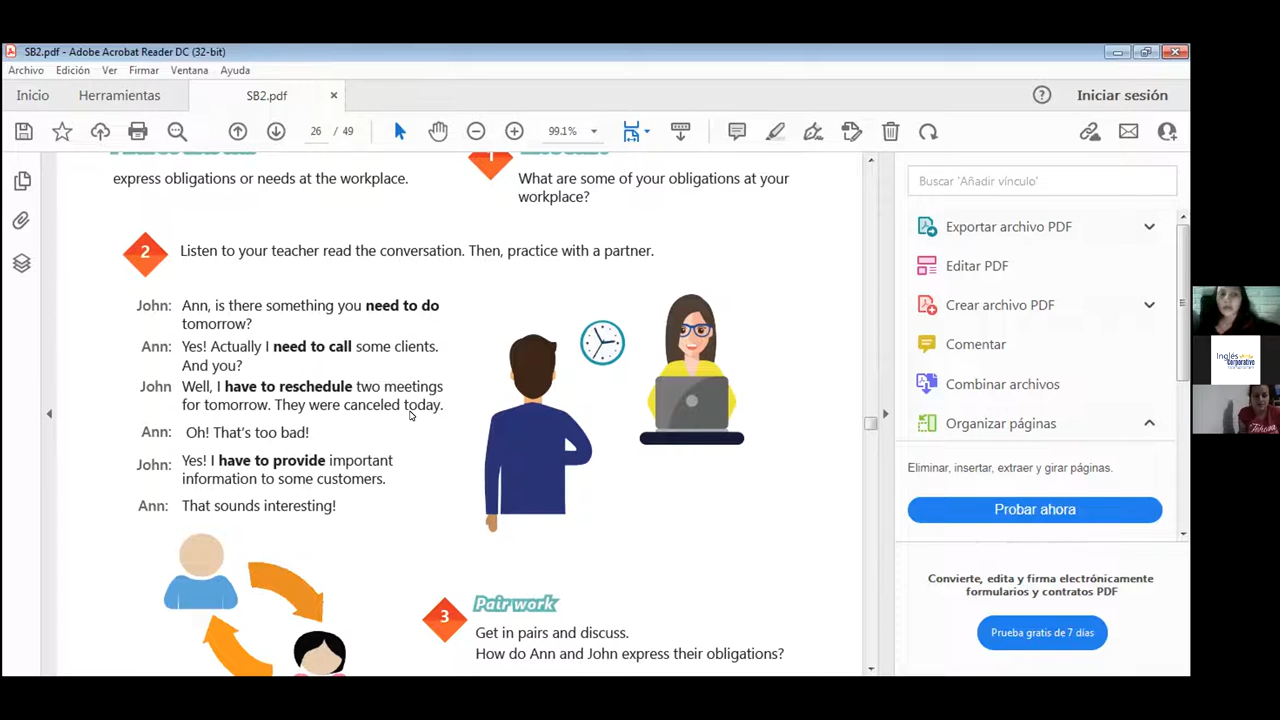 SB2.pdf - Adobe Acrobat Reader DC (32-bit)
Archivo Edición Ver Firmar Ventana Ayuda
Inicio Herramientas SB2.pdf × Iniciar sesión
26 / 49 99.1%
express obligations or needs at the workplace.
1
What are some of your obligations at your
workplace?
2 Listen to your teacher read the conversation. Then, practice with a partner.
John: Ann, is there something you need to do
tomorrow?
Ann: Yes! Actually I need to call some clients.
And you?
John Well, I have to reschedule two meetings
for tomorrow. They were canceled today.
Ann: Oh! That's too bad!
John: Yes! I have to provide important
information to some customers.
Ann: That sounds interesting!
3 Pair work
Get in pairs and discuss.
How do Ann and John express their obligations?
Buscar 'Añadir vínculo'
Exportar archivo PDF
Editar PDF
Crear archivo PDF
Comentar
Combinar archivos
Organizar páginas
Eliminar, insertar, extraer y girar páginas.
Probar ahora
Convierte, edita y firma electrónicamente
formularios y contratos PDF
Prueba gratis de 7 días
Inglés
Corporativo